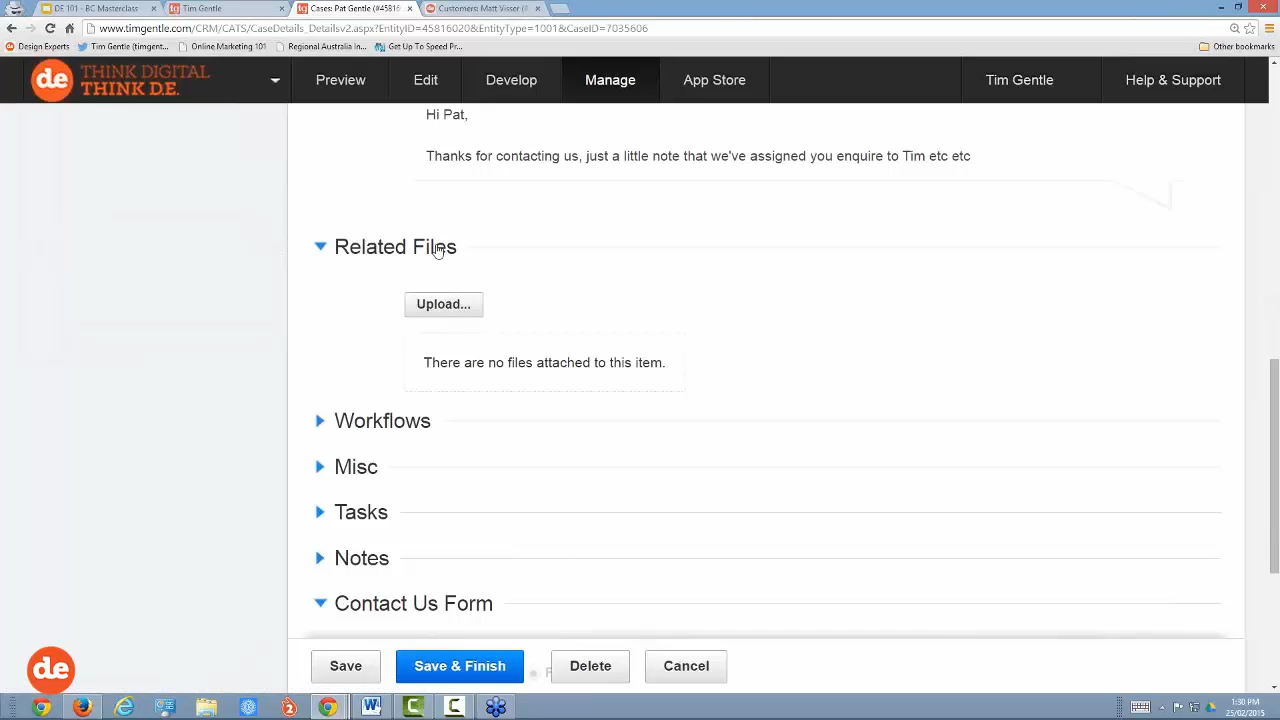 DE 101 - BC Masterclass
Tim Gentle
Cases: Pat Gentle (#45816
Customers: Matt Visser (#
www.timgentle.com/CRM/CATS/CaseDetails_Detailsv2.aspx?EntityID=45816020&EntityType=1001&CaseID=7035606
Design Experts
Tim Gentle (timgent...
Online Marketing 101
Regional Australia In...
Get Up To Speed Pr...
Other bookmarks
d.e
THINK DIGITAL
THINK D.E.
Preview
Edit
Develop
Manage
App Store
Tim Gentle
Help & Support
Hi Pat,
Thanks for contacting us, just a little note that we've assigned you enquire to Tim etc etc
Related Files
Upload...
There are no files attached to this item.
Workflows
Misc
Tasks
Notes
Contact Us Form
Save
Save & Finish
Delete
Cancel
d.e
1:30 PM
25/02/2015